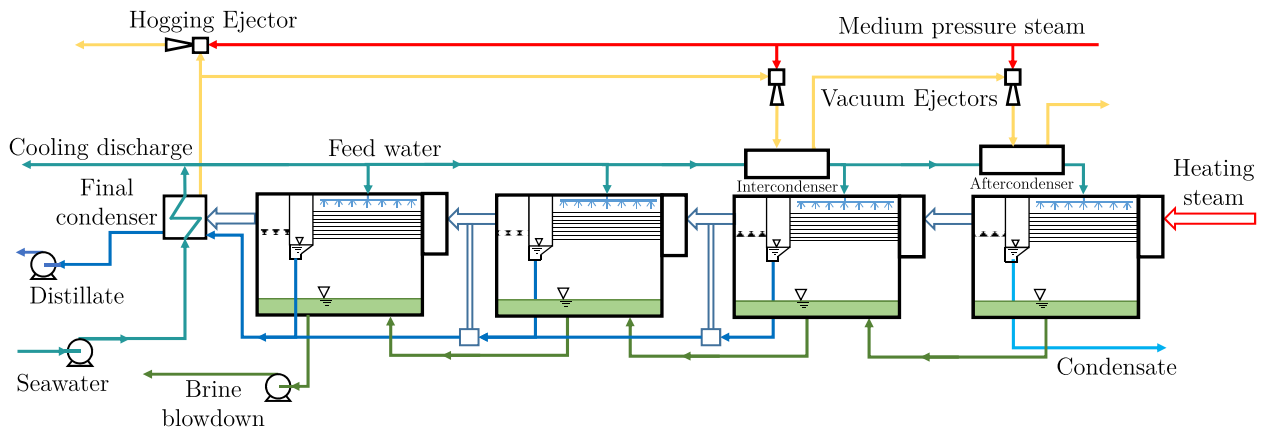 Hogging Ejector
Medium pressure steam
Vacuum Ejectors
Cooling discharge
Feed water
Intercondenser
Aftercondenser
Heating
steam
Final
condenser
Distillate
Seawater
Brine
blowdown
Condensate